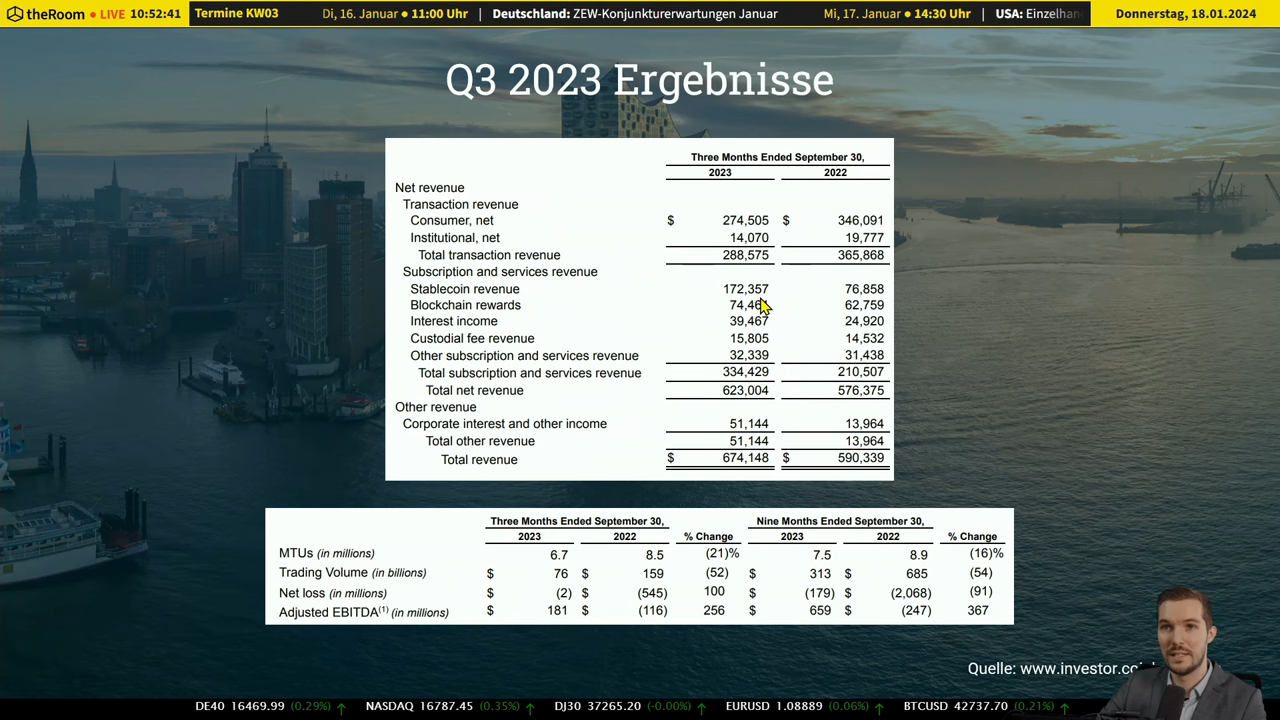 theRoom • LIVE 10:52:41 Termine KW03 Di, 16. Januar • 11:00 Uhr | Deutschland: ZEW-Konjunkturerwartungen Januar Mi, 17. Januar • 14:30 Uhr | USA: Donnerstag, 18.01.2024
Q3 2023 Ergebnisse
Three Months Ended September 30,
2023 2022
Net revenue
Transaction revenue
Consumer, net $ 274,505 $ 346,091
Institutional, net 14,070 19,777
Total transaction revenue 288,575 365,868
Subscription and services revenue
Stablecoin revenue 172,357 76,858
Blockchain rewards 62,759
Interest income 39,467 24,920
Custodial fee revenue 15,805 14,532
Other subscription and services revenue 32,339 31,438
Total subscription and services revenue 334,429 210,507
Total net revenue 623,004 576,375
Other revenue
Corporate interest and other income 51,144 13,964
Total other revenue 51,144 13,964
Total revenue $ 674,148 $ 590,339
Three Months Ended September 30, Nine Months Ended September 30,
2023 2022 % Change 2023 2022 % Change
MTUs (in millions) 6.7 8.5 (21)% 7.5 8.9 (16)%
Trading Volume (in billions) $ 76 $ 159 (52) $ 313 $ 685 (54)
Net loss (in millions) $ (2) $ (545) 100 $ (179) $ (2,068) (91)
Adjusted EBITDA(1) (in millions) $ 181 $ (116) 256 $ 659 $ (247) 367
Quelle:
DE40 16469.99 (0.29%) ↑ NASDAQ 16787.45 (0.35%) ↑ DJ30 37265.20 (-0.00%) ↑ EURUSD 1.08889 (0.06%) ↑ BTCUSD 42737.70 (0.21%) ↑